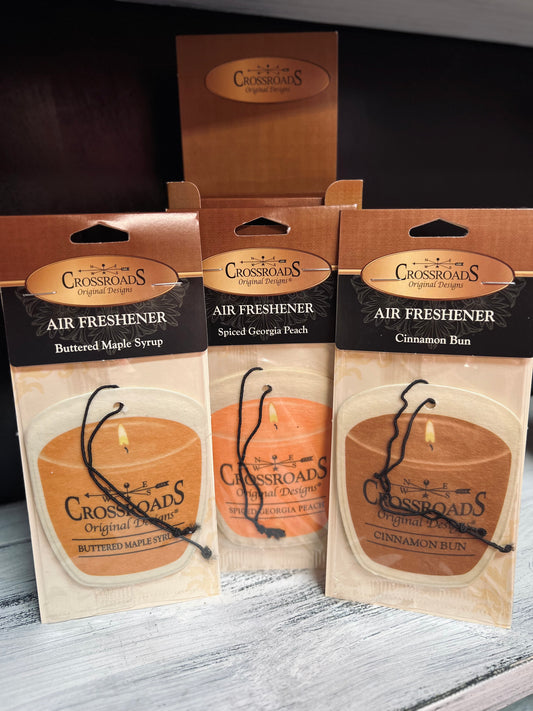 CROSSROADS
Original Designs®
CROSSROADS
Original Designs®
AIR FRESHENER
Buttered Maple Syrup
N
W E
S
CROSSROADS
Original Designs®
BUTTERED MAPLE SYRUP
CROSSROADS
Original Designs®
AIR FRESHENER
Spiced Georgia Peach
N
W E
S
CROSSROADS
Original Designs®
SPICED GEORGIA PEACH
CROSSROADS
Original Designs®
AIR FRESHENER
Cinnamon Bun
N
W E
S
CROSSROADS
Original Designs®
CINNAMON BUN